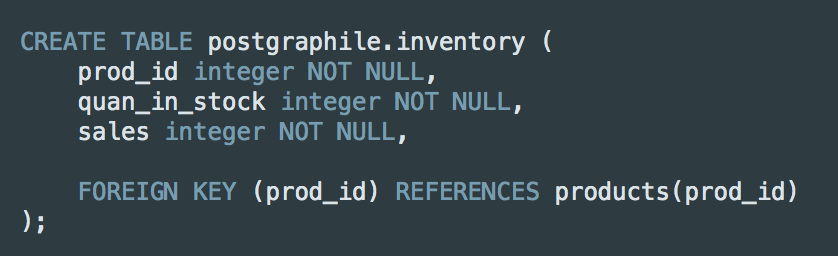 CREATE TABLE postgraphile.inventory (
    prod_id integer NOT NULL,
    quan_in_stock integer NOT NULL,
    sales integer NOT NULL,
    FOREIGN KEY (prod_id) REFERENCES products(prod_id)
);